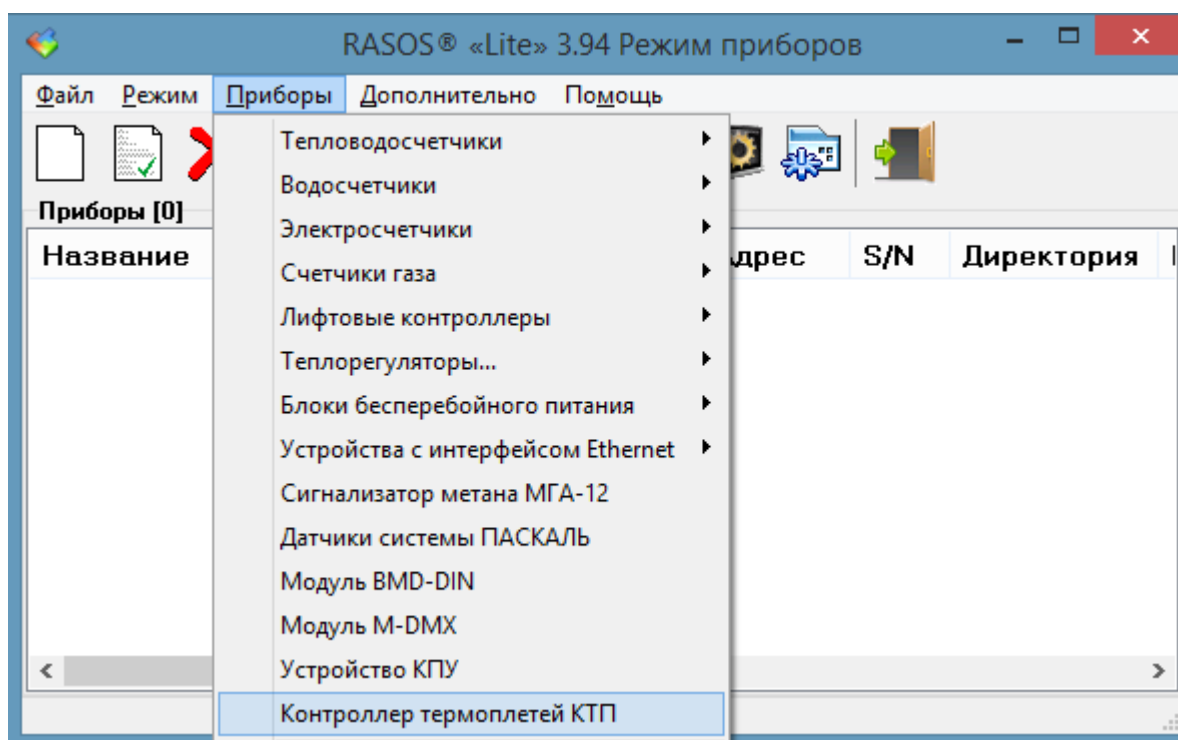 RASOS® «Lite» 3.94 Режим приборов
Файл Режим Приборы Дополнительно Помощь
Тепловодосчетчики
Водосчетчики
Приборы [0]
Электросчетчики
Название дрес S/N Директория
Счетчики газа
Лифтовые контроллеры
Теплорегуляторы...
Блоки бесперебойного питания
Устройства с интерфейсом Ethernet
Сигнализатор метана МГА-12
Датчики системы ПАСКАЛЬ
Модуль BMD-DIN
Модуль M-DMX
Устройство КПУ
Контроллер термоплетей КТП